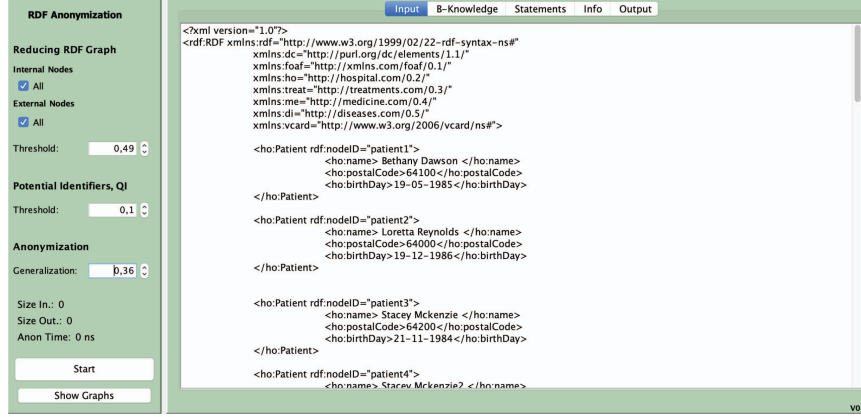 RDF Anonymization
Reducing RDF Graph
Internal Nodes
All
External Nodes
All
Threshold: 0,49
Potential Identifiers, QI
Threshold: 0,1
Anonymization
Generalization: 0,36
Size In.: 0
Size Out.: 0
Anon Time: 0 ns
Start
Show Graphs
Input B-Knowledge Statements Info Output
<?xml version="1.0"?>
<rdf:RDF xmlns:rdf="http://www.w3.org/1999/02/22-rdf-syntax-ns#"
xmlns:dc="http://purl.org/dc/elements/1.1/"
xmlns:foaf="http://xmlns.com/foaf/0.1/"
xmlns:ho="http://hospital.com/0.2/"
xmlns:treat="http://treatments.com/0.3/"
xmlns:me="http://medicine.com/0.4/"
xmlns:di="http://diseases.com/0.5/"
xmlns:vcard="http://www.w3.org/2006/vcard/ns#">
<ho:Patient rdf:nodeID="patient1">
<ho:name> Bethany Dawson </ho:name>
<ho:postalCode>64100</ho:postalCode>
<ho:birthDay>19-05-1985</ho:birthDay>
</ho:Patient>
<ho:Patient rdf:nodeID="patient2">
<ho:name> Loretta Reynolds </ho:name>
<ho:postalCode>64000</ho:postalCode>
<ho:birthDay>19-12-1986</ho:birthDay>
</ho:Patient>
<ho:Patient rdf:nodeID="patient3">
<ho:name> Stacey Mckenzie </ho:name>
<ho:postalCode>64200</ho:postalCode>
<ho:birthDay>21-11-1984</ho:birthDay>
</ho:Patient>
<ho:Patient rdf:nodeID="patient4">
<ho:name> Stacey Mckenzie2 </ho:name>
V0